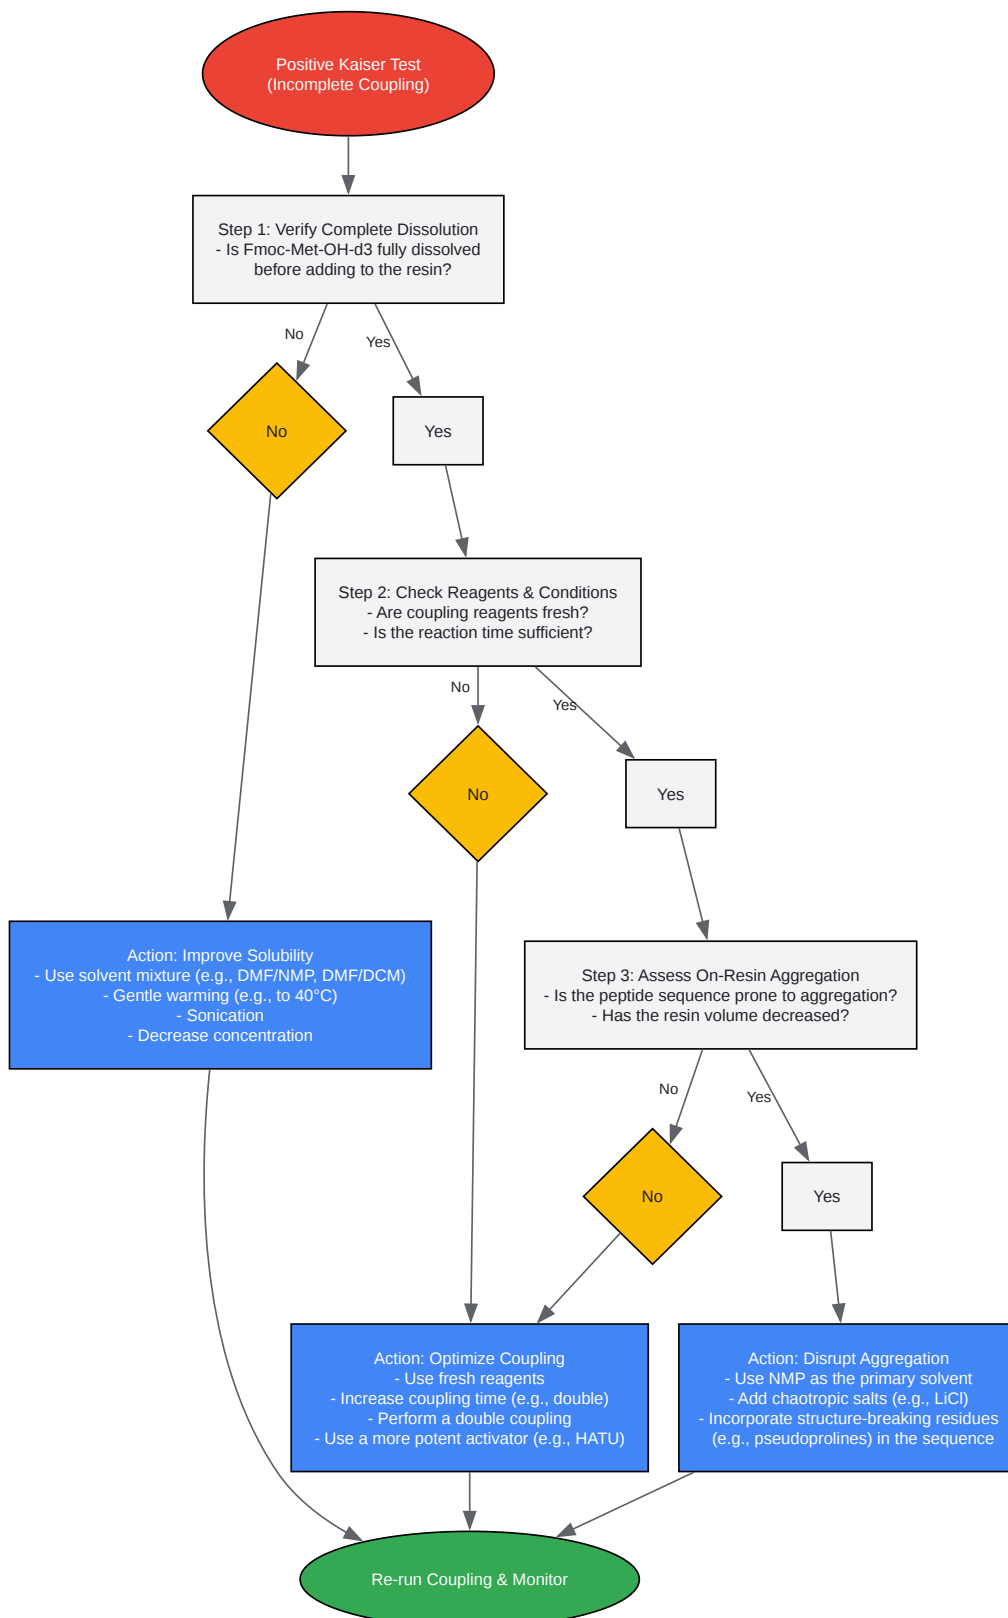 Positive Kaiser Test
(Incomplete Coupling)
Step 1: Verify Complete Dissolution
- Is Fmoc-Met-OH-d3 fully dissolved
before adding to the resin?
No
Yes
No
Yes
Step 2: Check Reagents & Conditions
- Are coupling reagents fresh?
- Is the reaction time sufficient?
No
Yes
No
Yes
Action: Improve Solubility
- Use solvent mixture (e.g., DMF/NMP, DMF/DCM)
- Gentle warming (e.g., to 40°C)
- Sonication
- Decrease concentration
Step 3: Assess On-Resin Aggregation
- Is the peptide sequence prone to aggregation?
- Has the resin volume decreased?
No
Yes
No
Yes
Action: Optimize Coupling
- Use fresh reagents
- Increase coupling time (e.g., double)
- Perform a double coupling
- Use a more potent activator (e.g., HATU)
Action: Disrupt Aggregation
- Use NMP as the primary solvent
- Add chaotropic salts (e.g., LiCl)
- Incorporate structure-breaking residues
(e.g., pseudoprolines) in the sequence
Re-run Coupling & Monitor